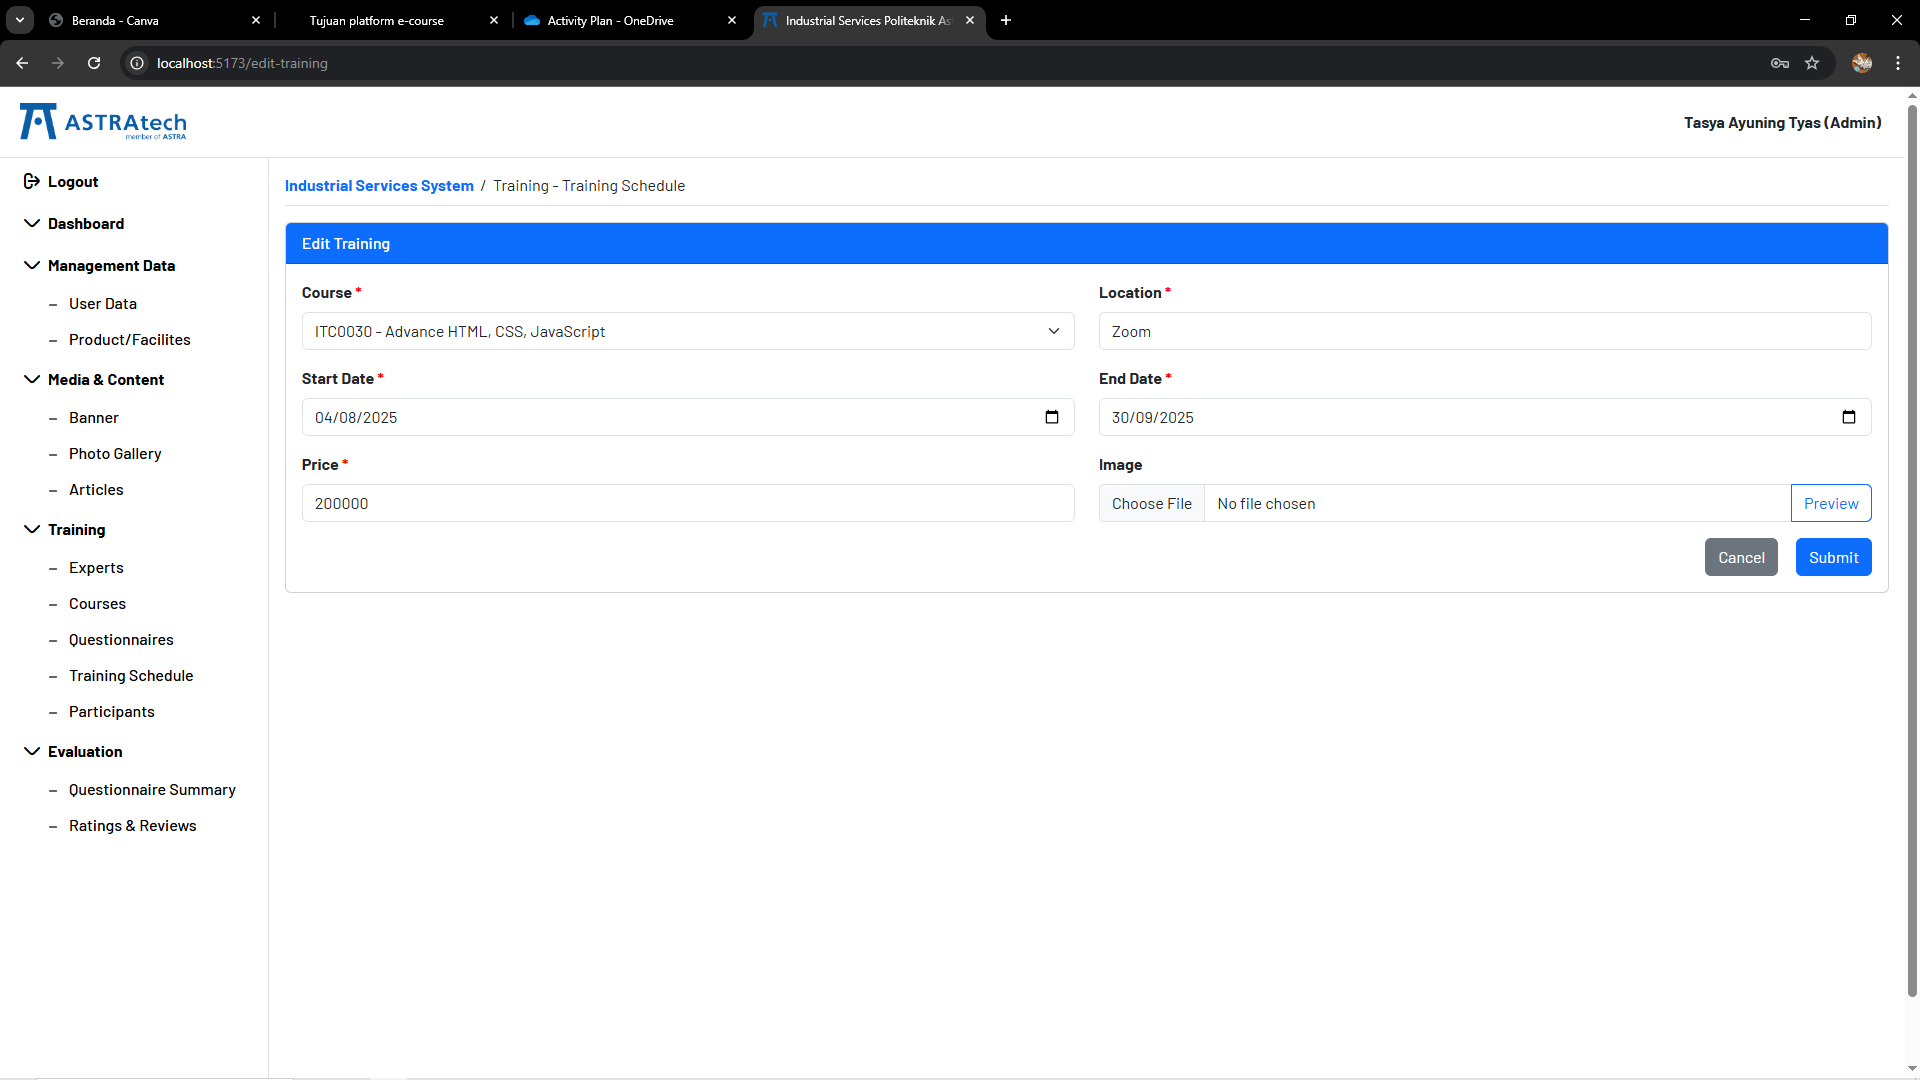 Beranda - Canva
Tujuan platform e-course
Activity Plan - OneDrive
Industrial Services Politeknik As
localhost:5173/edit-training
ASTRAtech
member of ASTRA
Tasya Ayuning Tyas (Admin)
Logout
Dashboard
Management Data
– User Data
– Product/Facilites
Media & Content
– Banner
– Photo Gallery
– Articles
Training
– Experts
– Courses
– Questionnaires
– Training Schedule
– Participants
Evaluation
– Questionnaire Summary
– Ratings & Reviews
Industrial Services System / Training - Training Schedule
Edit Training
Course *
ITC0030 - Advance HTML, CSS, JavaScript
Location *
Zoom
Start Date *
04/08/2025
End Date *
30/09/2025
Price *
200000
Image
Choose File No file chosen Preview
Cancel Submit